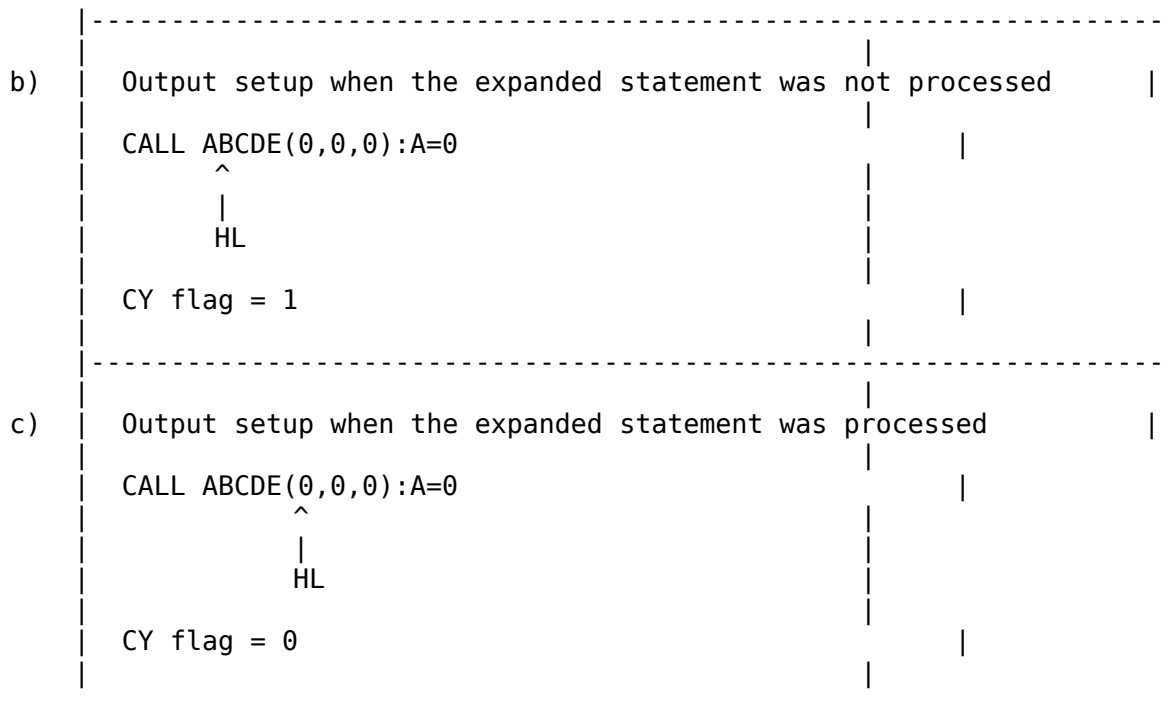 |-------------------------------------------------------------------
| |
b) | Output setup when the expanded statement was not processed |
| |
| CALL ABCDE(0,0,0):A=0 |
| ^ |
| | |
| HL |
| |
| CY flag = 1 |
| |
|-------------------------------------------------------------------
| |
c) | Output setup when the expanded statement was processed |
| |
| CALL ABCDE(0,0,0):A=0 |
| ^ |
| | |
| HL |
| |
| CY flag = 0 |
| |